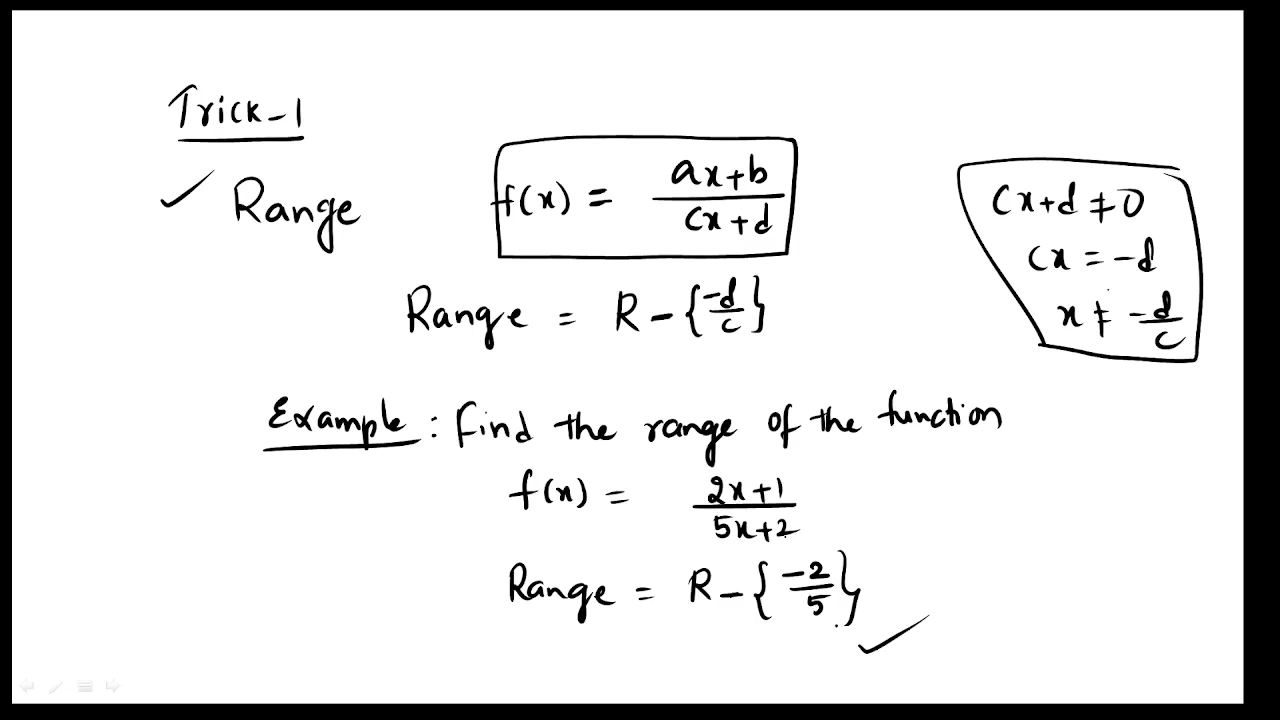 Trick-1
Range
f(x) = ax+b / cx+d
cx+d ≠ 0
cx = -d
x ≠ -d/c
Range = R - {-d/c}
Example: Find the range of the function
f(x) = 2x+1 / 5x+2
Range = R - {-2/5}